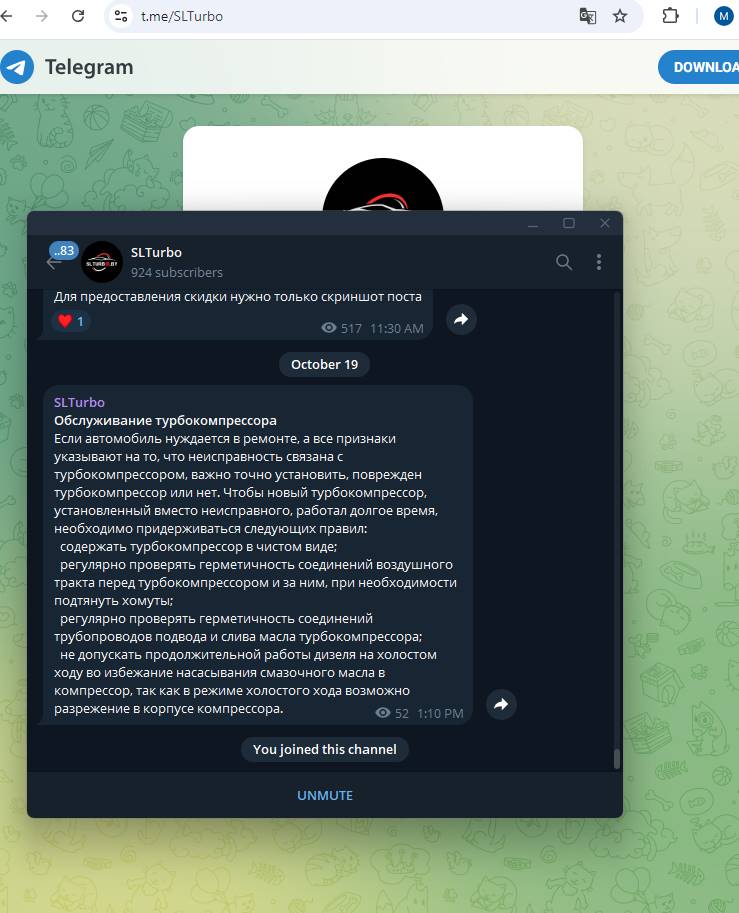 t.me/SLTurbo
M
Telegram
DOWNLOA
..83
SLTURBO.BY
SLTurbo
924 subscribers
Для предоставления скидки нужно только скриншот поста
1
517 11:30 AM
October 19
SLTurbo
Обслуживание турбокомпрессора
Если автомобиль нуждается в ремонте, а все признаки
указывают на то, что неисправность связана с
турбокомпрессором, важно точно установить, поврежден
турбокомпрессор или нет. Чтобы новый турбокомпрессор,
установленный вместо неисправного, работал долгое время,
необходимо придерживаться следующих правил:
содержать турбокомпрессор в чистом виде;
регулярно проверять герметичность соединений воздушного
тракта перед турбокомпрессором и за ним, при необходимости
подтянуть хомуты;
регулярно проверять герметичность соединений
трубопроводов подвода и слива масла турбокомпрессора;
не допускать продолжительной работы дизеля на холостом
ходу во избежание насасывания смазочного масла в
компрессор, так как в режиме холостого хода возможно
разрежение в корпусе компрессора.
52 1:10 PM
You joined this channel
UNMUTE